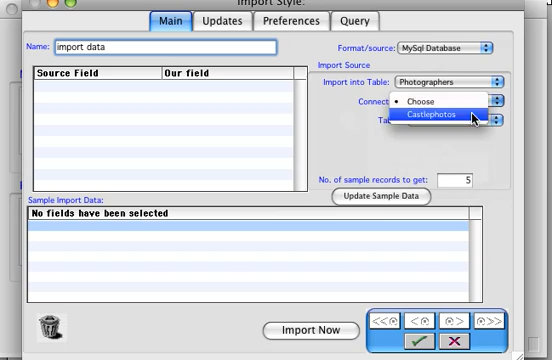 Import Style:
Main Updates Preferences Query
Name: import data
Format/source: MySql Database
Import Source
Source Field Our field
Import into Table: Photographers
Connect
• Choose
Castlephotos
No. of sample records to get: 5
Update Sample Data
Sample Import Data:
No fields have been selected
Import Now